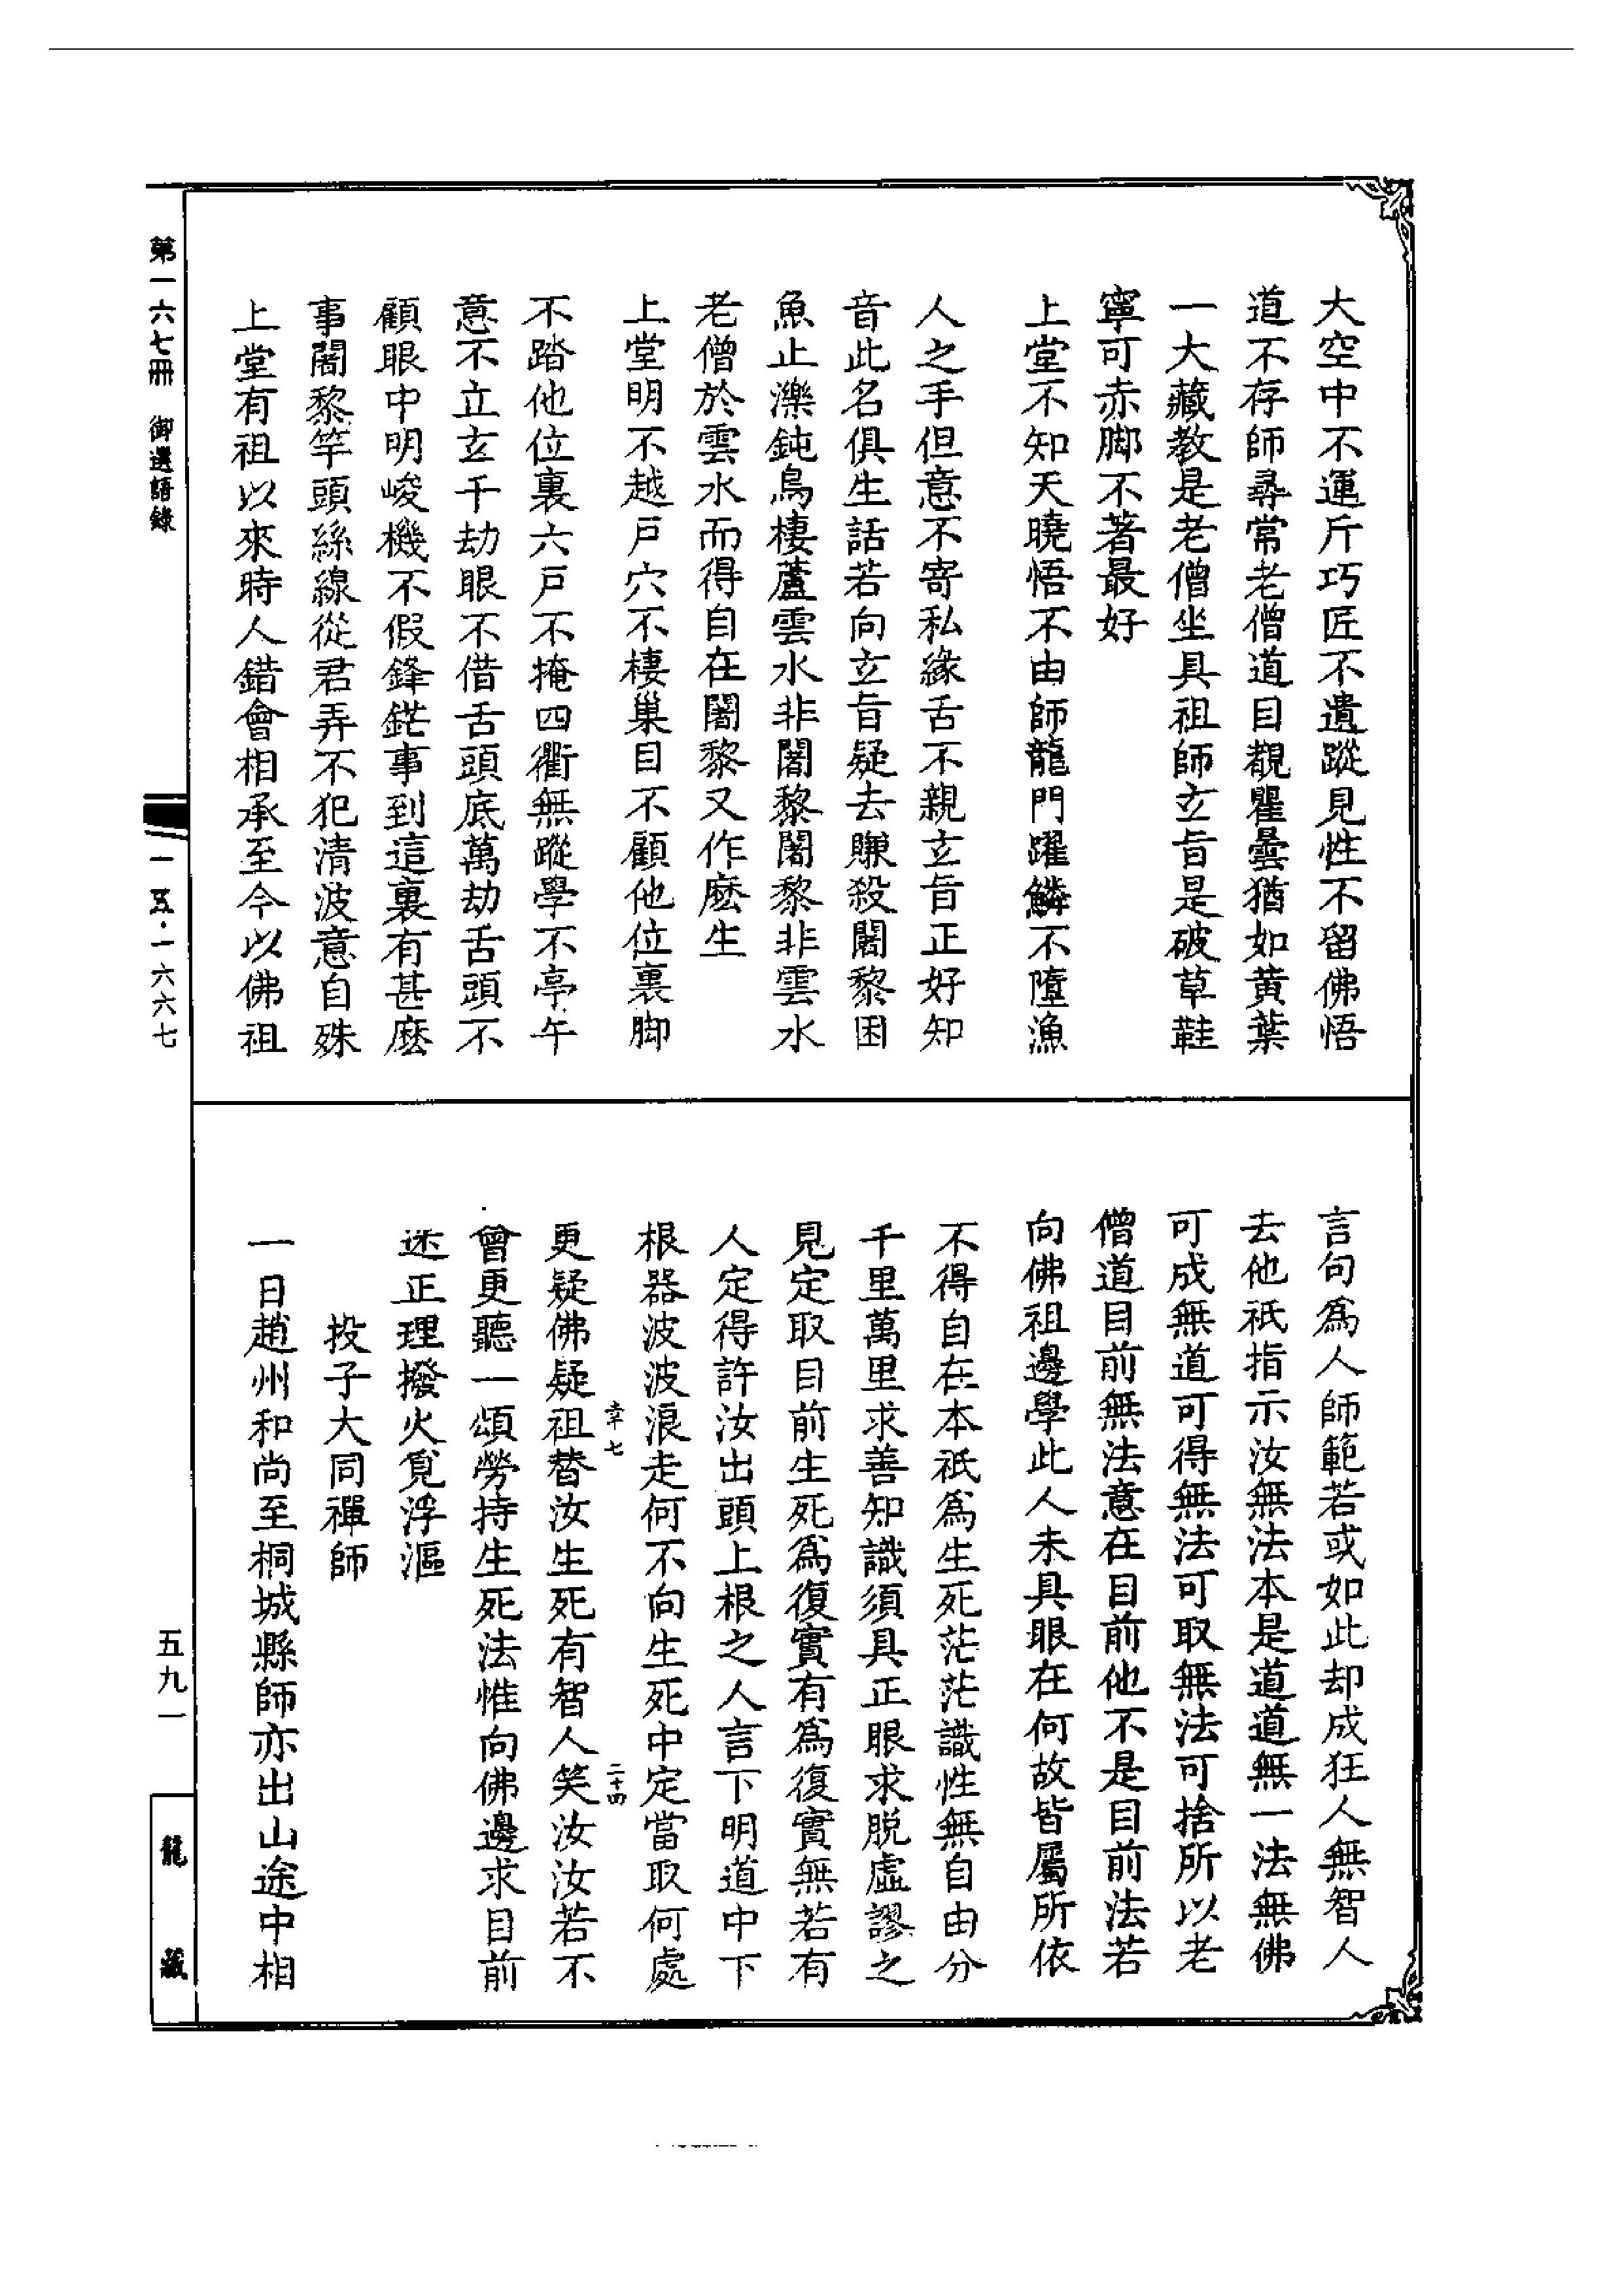 大空中不運斤巧匠不遺蹤見性不留佛悟
道不存師尋常老僧道目覩瞿曇猶如黃葉
一大藏教是老僧坐具祖師玄旨是破草鞋
寧可赤脚不著最好
上堂不知天曉悟不由師龍門躍鱗不墮漁
人之手但意不寄私緣舌不親玄旨正好知
音此名俱生話若向玄旨疑去賺殺闍黎困
魚止濼鈍鳥棲蘆雲水非闍黎闍黎非雲水
老僧於雲水而得自在闍黎又作麽生
上堂明不越戶穴不棲巢目不顧他位裏脚
不踏他位裏六戶不掩四衢無蹤學不亭午
意不立玄千劫眼不借舌頭底萬劫舌頭不
顧眼中明峻機不假鋒鋩事到這裏有甚麽
事闍黎竿頭絲線從君弄不犯清波意自殊
上堂有祖以來時人錯會相承至今以佛祖
言句爲人師範若或如此却成狂人無智人
去他祇指示汝無法本是道道無一法無佛
可成無道可得無法可取無法可捨所以老
僧道目前無法意在目前他不是目前法若
向佛祖邊學此人未具眼在何故皆屬所依
不得自在本祇爲生死茫茫識性無自由分
千里萬里求善知識須具正眼求脫虛謬之
見定取目前生死爲復實有爲復實無若有
人定得許汝出頭上根之人言下明道中下
根器波波浪走何不向生死中定當取何處
幸七 二十四
更疑佛疑祖替汝生死有智人笑汝汝若不
曾更聽一頌勞持生死法惟向佛邊求目前
迷正理撥火覓浮漚
投子大同禪師
一日趙州和尚至桐城縣師亦出山途中相
第一六七冊 御選語錄
一五·一六六七
五九一
龍藏